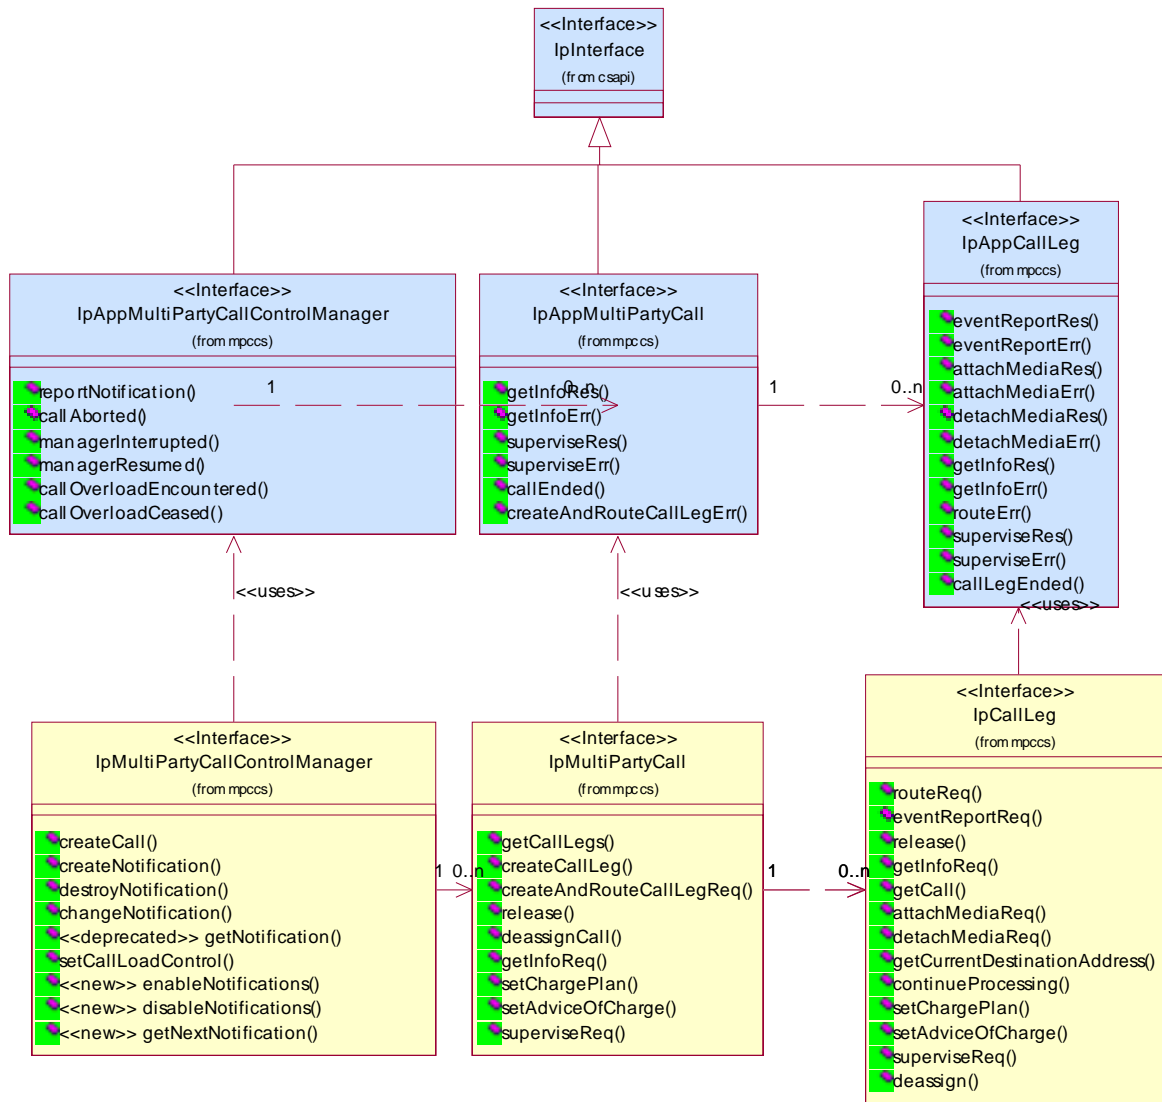 <<Interface>>
IpInterface
(from csapi)
<<Interface>>
IpAppCallLeg
(from mpccs)
eventReportRes()
eventReportErr()
attachMediaRes()
attachMediaErr()
detachMediaRes()
detachMediaErr()
getInfoRes()
getInfoErr()
routeErr()
superviseRes()
superviseErr()
callLegEnded()
<<Interface>>
IpAppMultiPartyCallControlManager
(from mpccs)
reportNotification()
callAborted()
managerInterrupted()
managerResumed()
callOverloadEncountered()
callOverloadCeased()
1
0..n
<<Interface>>
IpAppMultiPartyCall
(from mpccs)
getInfoRes()
getInfoErr()
superviseRes()
superviseErr()
callEnded()
createAndRouteCallLegErr()
1
0..n
<<uses>>
<<uses>>
<<uses>>
<<Interface>>
IpMultiPartyCallControlManager
(from mpccs)
createCall()
createNotification()
destroyNotification()
changeNotification()
<<deprecated>> getNotification()
setCallLoadControl()
<<new>> enableNotifications()
<<new>> disableNotifications()
<<new>> getNextNotification()
1
0..n
<<Interface>>
IpMultiPartyCall
(from mpccs)
getCallLegs()
createCallLeg()
createAndRouteCallLegReq()
release()
deassignCall()
getInfoReq()
setChargePlan()
setAdviceOfCharge()
superviseReq()
1
0..n
<<Interface>>
IpCallLeg
(from mpccs)
routeReq()
eventReportReq()
release()
getInfoReq()
getCall()
attachMediaReq()
detachMediaReq()
getCurrentDestinationAddress()
continueProcessing()
setChargePlan()
setAdviceOfCharge()
superviseReq()
deassign()